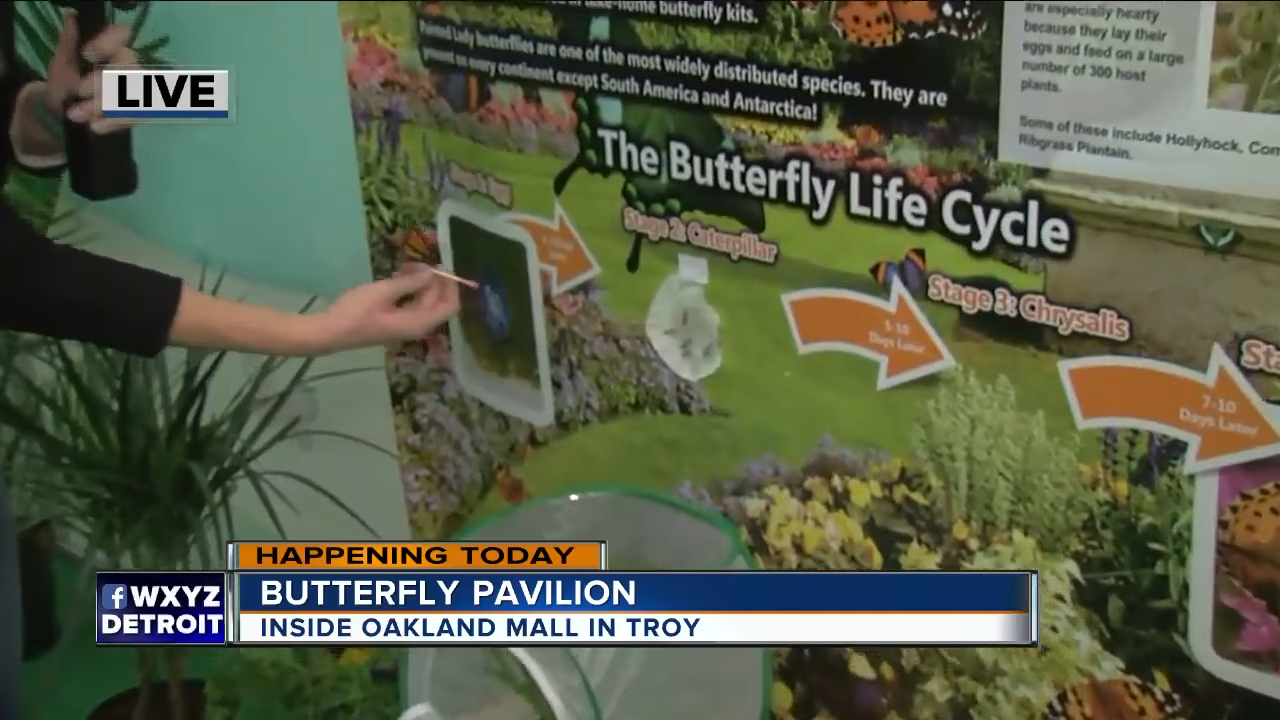 LIVE
take-home butterfly kits.
Painted Lady butterflies are one of the most widely distributed species. They are
present on every continent except South America and Antarctica!
are especially hearty
because they lay their
eggs and feed on a large
number of 300 host
plants.
Some of these include Hollyhock, Com
Ribgrass Plantain.
The Butterfly Life Cycle
Stage 2: Caterpillar
Stage 3: Chrysalis
Sta
Days Later
7-10
Days Later
HAPPENING TODAY
f WXYZ
DETROIT
BUTTERFLY PAVILION
INSIDE OAKLAND MALL IN TROY